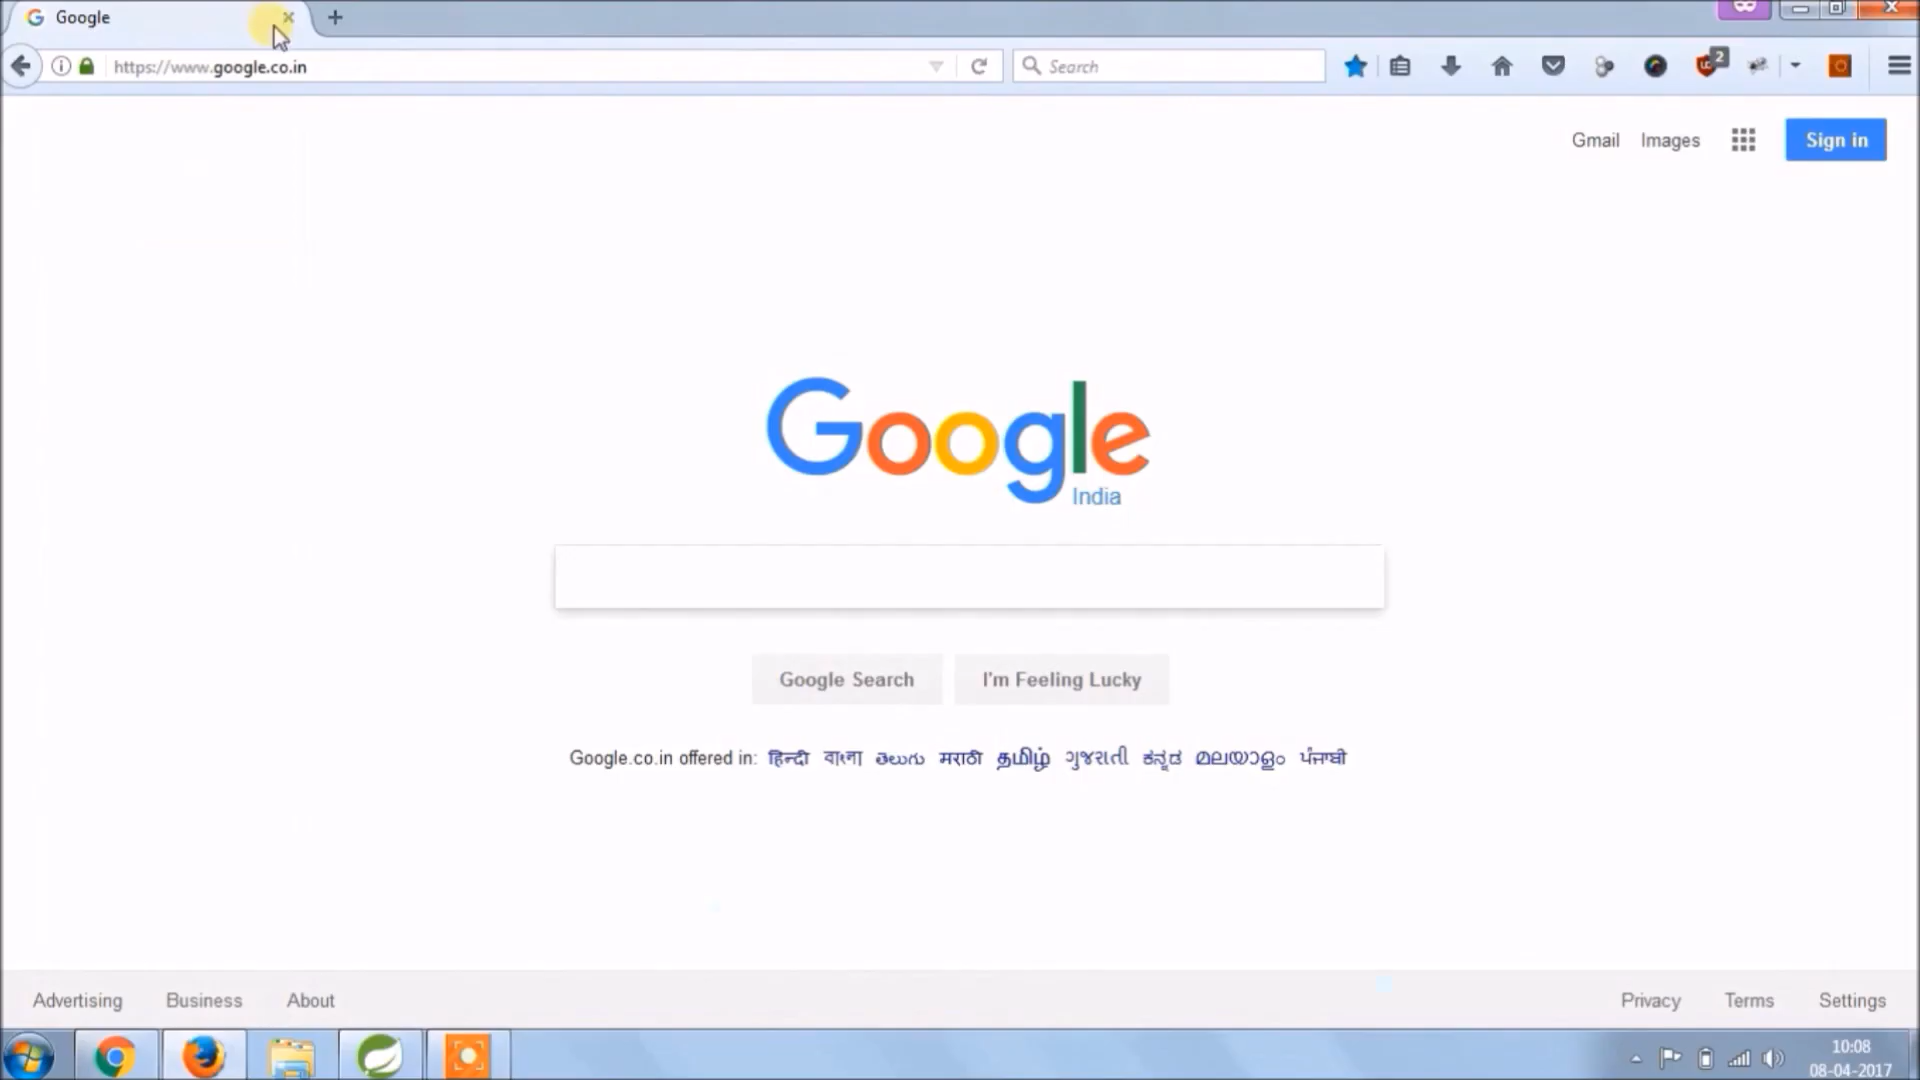 Google
https://www.google.co.in
Search
2
Gmail Images Sign in
Google
India
Google Search I'm Feeling Lucky
Google.co.in offered in: हिन्दी বাংলা తెలుగు मराठी தமிழ் ગુજરાતી ಕನ್ನಡ മലയാളം ਪੰਜਾਬੀ
Advertising Business About Privacy Terms Settings
10:08
08-04-2017